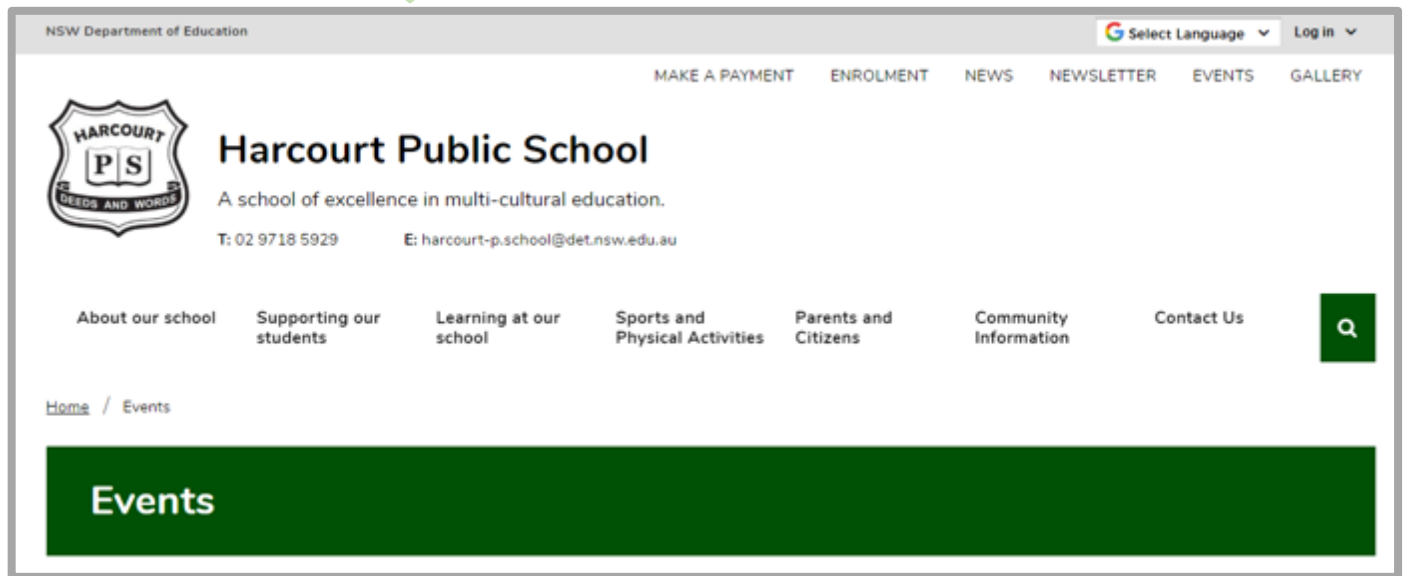 NSW Department of Education
Select Language
Log in
MAKE A PAYMENT ENROLMENT NEWS NEWSLETTER EVENTS GALLERY
HARCOURT
P S
DEEDS AND WORDS
Harcourt Public School
A school of excellence in multi-cultural education.
T: 02 9718 5929 E: harcourt-p.school@det.nsw.edu.au
About our school
Supporting our
students
Learning at our
school
Sports and
Physical Activities
Parents and
Citizens
Community
Information
Contact Us
Home / Events
Events